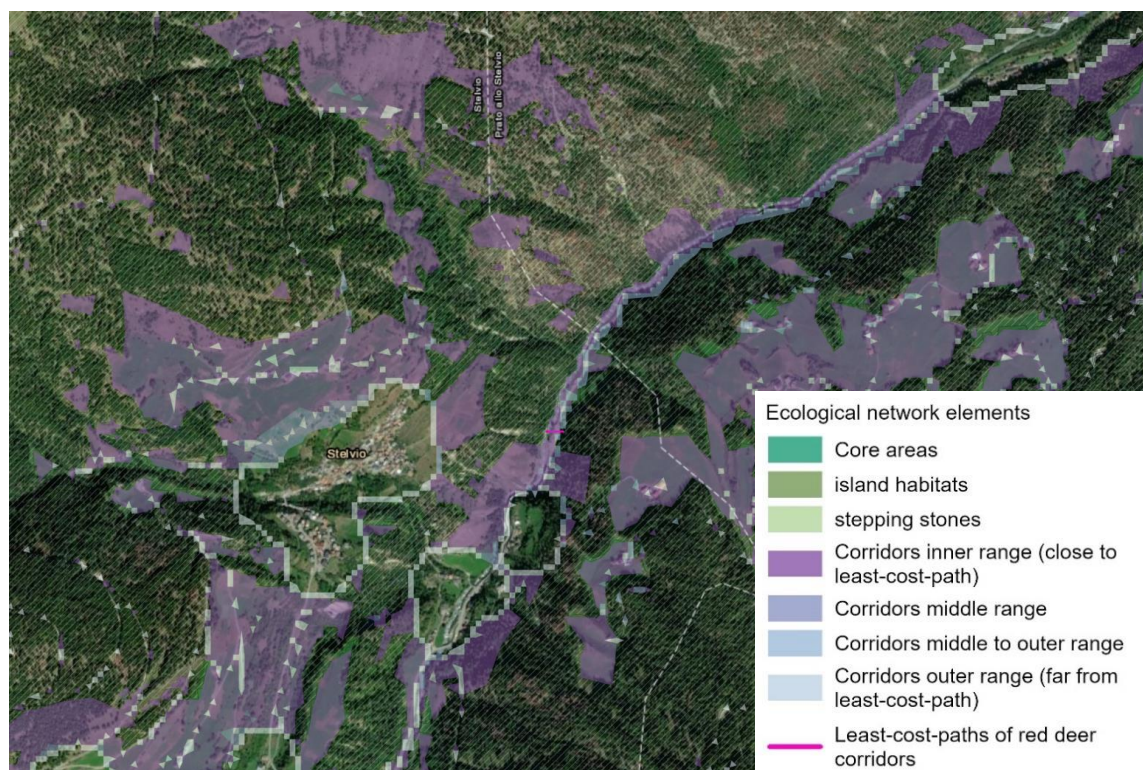 Stelvio
Prato allo Stelvio
Stelvio
Ecological network elements
Core areas
island habitats
stepping stones
Corridors inner range (close to
least-cost-path)
Corridors middle range
Corridors middle to outer range
Corridors outer range (far from
least-cost-path)
Least-cost-paths of red deer
corridors